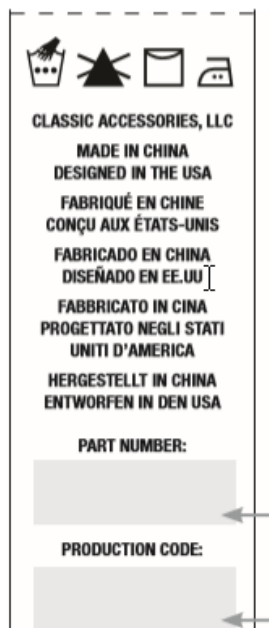 CLASSIC ACCESSORIES, LLC
MADE IN CHINA
DESIGNED IN THE USA
FABRIQUÉ EN CHINE
CONÇU AUX ÉTATS-UNIS
FABRICADO EN CHINA
DISEÑADO EN EE.UU
FABBRICATO IN CINA
PROGETTATO NEGLI STATI
UNITI D'AMERICA
HERGESTELLT IN CHINA
ENTWORFEN IN DEN USA
PART NUMBER:
PRODUCTION CODE: